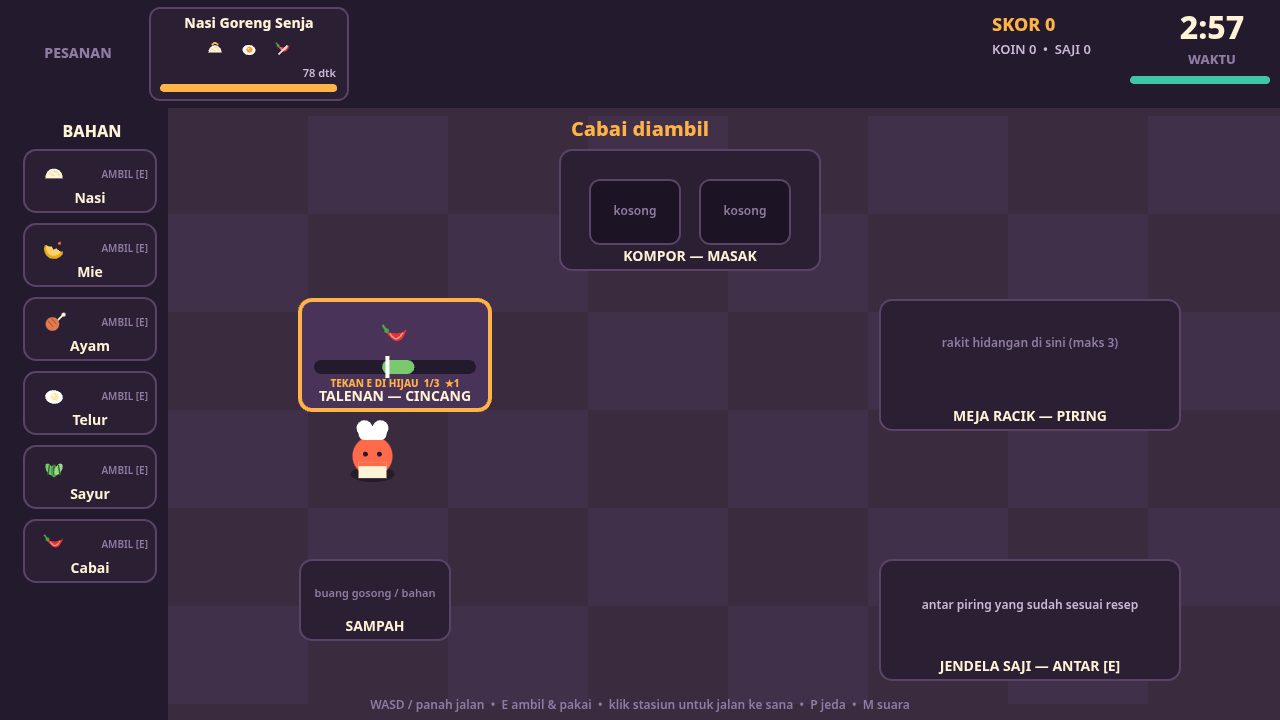 PESANAN
Nasi Goreng Senja
78 dtk
SKOR 0
KOIN 0 • SAJI 0
2:57
WAKTU
BAHAN
AMBIL [E]
Nasi
AMBIL [E]
Mie
AMBIL [E]
Ayam
AMBIL [E]
Telur
AMBIL [E]
Sayur
AMBIL [E]
Cabai
Cabai diambil
kosong
kosong
KOMPOR — MASAK
TEKAN E DI HIJAU 1/3 ★1
TALENAN — CINCANG
rakit hidangan di sini (maks 3)
MEJA RACIK — PIRING
buang gosong / bahan
SAMPAH
antar piring yang sudah sesuai resep
JENDELA SAJI — ANTAR [E]
WASD / panah jalan • E ambil & pakai • klik stasiun untuk jalan ke sana • P jeda • M suara